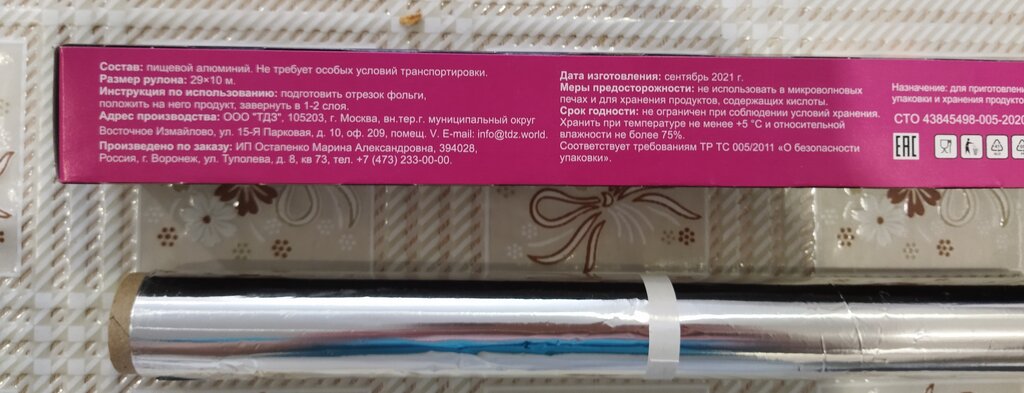 Состав: пищевой алюминий. Не требует особых условий транспортировки.
Размер рулона: 29×10 м.
Инструкция по использованию: подготовить отрезок фольги,
положить на него продукт, завернуть в 1-2 слоя.
Адрес производства: ООО "ТДЗ", 105203, г. Москва, вн.тер.г. муниципальный округ
Восточное Измайлово, ул. 15-Я Парковая, д. 10, оф. 209, помещ. V. E-mail: info@tdz.world.
Произведено по заказу: ИП Остапенко Марина Александровна, 394028,
Россия, г. Воронеж, ул. Туполева, д. 8, кв 73, тел. +7 (473) 233-00-00.
Дата изготовления: сентябрь 2021 г.
Меры предосторожности: не использовать в микроволновых
печах и для хранения продуктов, содержащих кислоты.
Срок годности: не ограничен при соблюдении условий хранения.
Хранить при температуре не менее +5 °C и относительной
влажности не более 75%.
Соответствует требованиям ТР ТС 005/2011 «О безопасности
упаковки».
Назначение: для приготовления
упаковки и хранения продуктов
СТО 43845498-005-2020
ЕАС